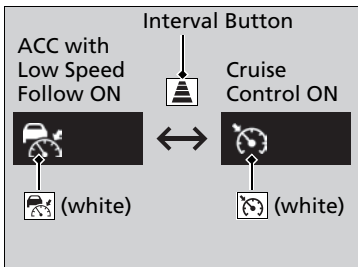 Interval Button
ACC with
Low Speed
Follow ON
Cruise
Control ON
(white)
(white)